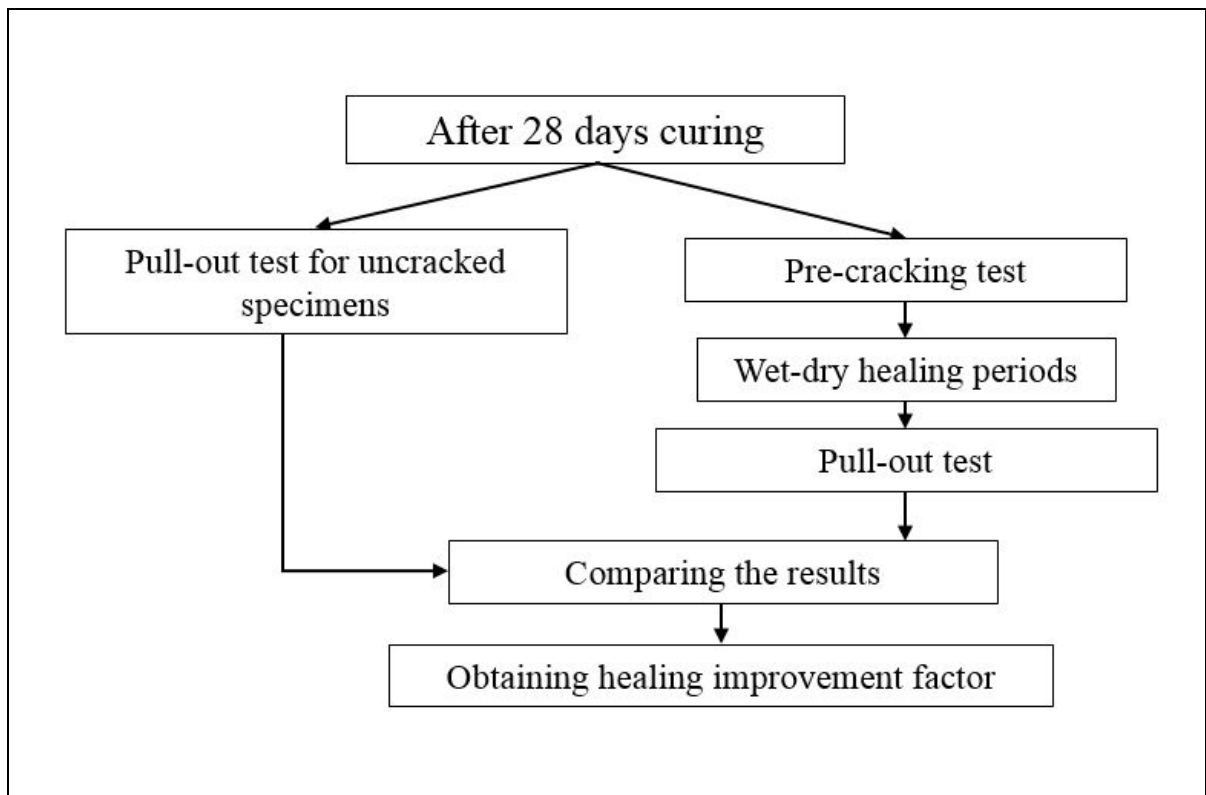 After 28 days curing
Pull-out test for uncracked
specimens
Pre-cracking test
Wet-dry healing periods
Pull-out test
Comparing the results
Obtaining healing improvement factor